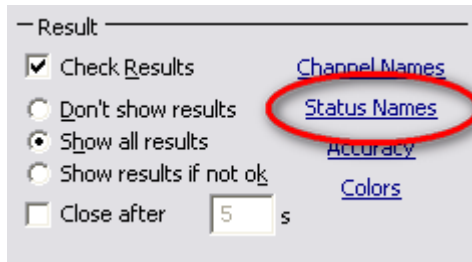 Result
Check Results Channel Names
Don't show results Status Names
Show all results Accuracy
Show results if not ok Colors
Close after 5 s